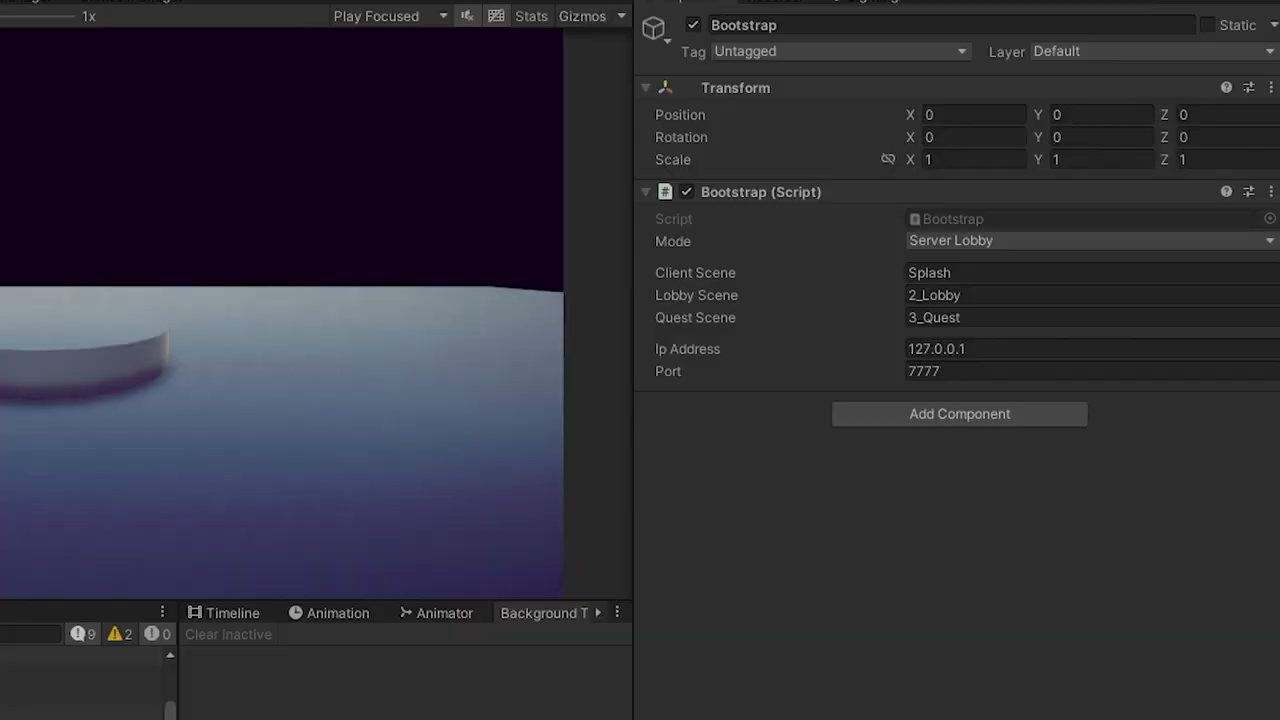 1x Play Focused Stats Gizmos
Bootstrap Static
Tag Untagged Layer Default
Transform
Position X 0 Y 0 Z 0
Rotation X 0 Y 0 Z 0
Scale X 1 Y 1 Z 1
# Bootstrap (Script)
Script Bootstrap
Mode Server Lobby
Client Scene Splash
Lobby Scene 2_Lobby
Quest Scene 3_Quest
Ip Address 127.0.0.1
Port 7777
Add Component
Timeline Animation Animator Background T
9 2 0 Clear inactive